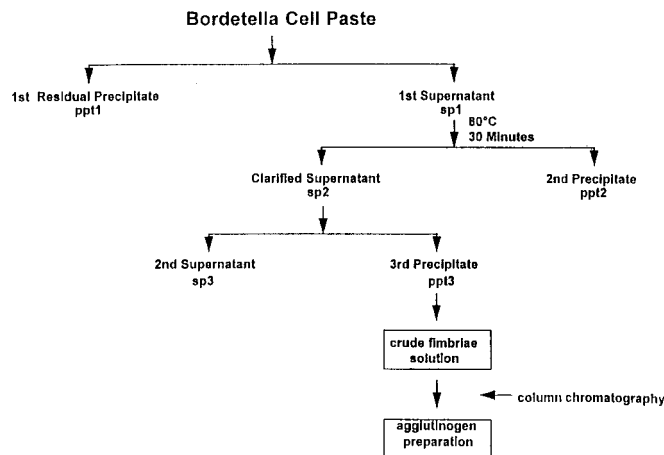 Bordetella Cell Paste
1st Residual Precipitate
ppt1
1st Supernatant
sp1
80°C
30 Minutes
Clarified Supernatant
sp2
2nd Precipitate
ppt2
2nd Supernatant
sp3
3rd Precipitate
ppt3
crude fimbriae
solution
column chromatography
agglutinogen
preparation